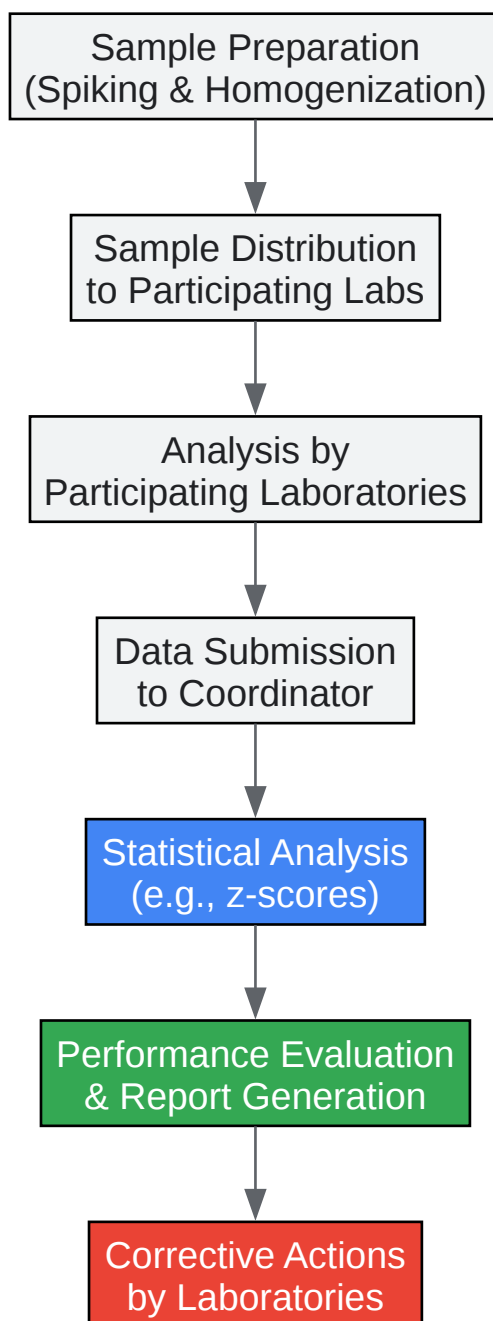 Sample Preparation
(Spiking & Homogenization)
Sample Distribution
to Participating Labs
Analysis by
Participating Laboratories
Data Submission
to Coordinator
Statistical Analysis
(e.g., z-scores)
Performance Evaluation
& Report Generation
Corrective Actions
by Laboratories